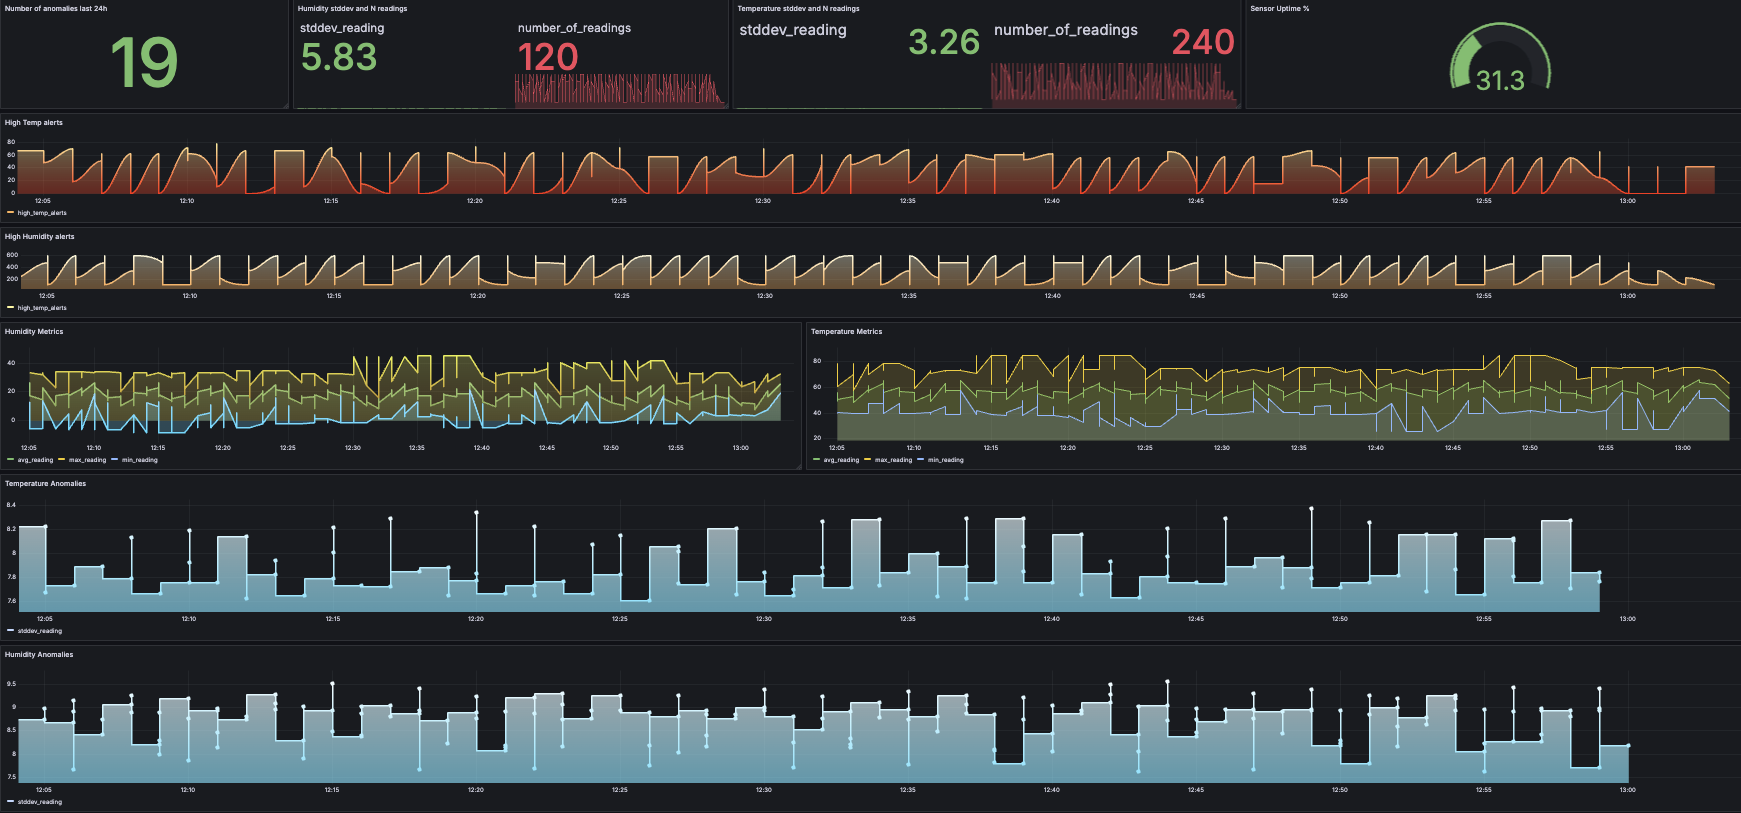 Number of anomalies last 24h
19
Humidity stddev and N readings
stddev_reading
5.83
number_of_readings
120
Temperature stddev and N readings
stddev_reading
3.26
number_of_readings
240
Sensor Uptime %
31.3
High Temp alerts
80
60
40
20
0
12:05 12:10 12:15 12:20 12:25 12:30 12:35 12:40 12:45 12:50 12:55 13:00
high_temp_alerts
High Humidity alerts
600
400
200
12:05 12:10 12:15 12:20 12:25 12:30 12:35 12:40 12:45 12:50 12:55 13:00
high_temp_alerts
Humidity Metrics
40
20
0
12:05 12:10 12:15 12:20 12:25 12:30 12:35 12:40 12:45 12:50 12:55 13:00
avg_reading max_reading min_reading
Temperature Metrics
80
60
40
20
12:05 12:10 12:15 12:20 12:25 12:30 12:35 12:40 12:45 12:50 12:55 13:00
avg_reading max_reading min_reading
Temperature Anomalies
8.4
8.2
8
7.8
7.6
12:05 12:10 12:15 12:20 12:25 12:30 12:35 12:40 12:45 12:50 12:55 13:00
stddev_reading
Humidity Anomalies
9.5
9
8.5
8
7.5
12:05 12:10 12:15 12:20 12:25 12:30 12:35 12:40 12:45 12:50 12:55 13:00
stddev_reading